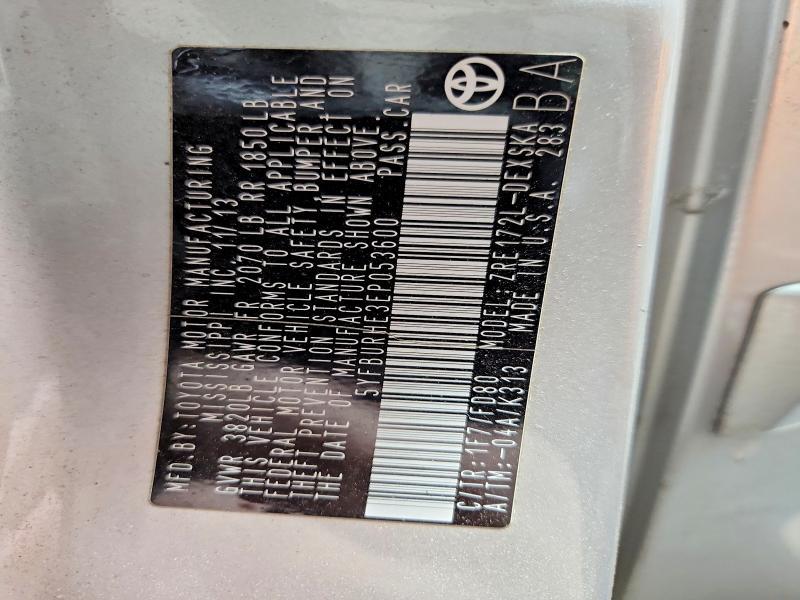 MFD.BY:TOYOTA MOTOR MANUFACTURING
MISSISSIPPI INC. 11/13
GVWR 3820LB GAWR FR 2070 LB RR 1850 LB
THIS VEHICLE CONFORMS TO ALL APPLICABLE
FEDERAL MOTOR VEHICLE SAFETY, BUMPER AND
THEFT PREVENTION STANDARDS IN EFFECT ON
THE DATE OF MANUFACTURE SHOWN ABOVE.
5YFBURHE3EP053600 PASS.CAR
C/TR:1F7/FD80 MODEL:ZRE172L-DEXSKA
A/TM:-04A/K313 MADE IN U.S.A. 283 BA